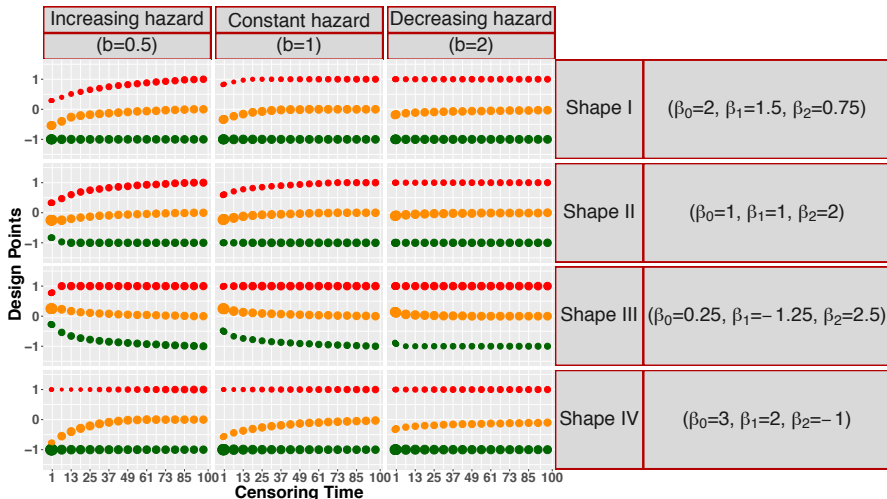 Increasing hazard Constant hazard Decreasing hazard
(b=0.5) (b=1) (b=2)
Design Points
1
0
−1
Shape I (β0=2, β1=1.5, β2=0.75)
1
0
−1
Shape II (β0=1, β1=1, β2=2)
1
0
−1
Shape III (β0=0.25, β1=−1.25, β2=2.5)
1
0
−1
Shape IV (β0=3, β1=2, β2=−1)
1 13 25 37 49 61 73 85 100 1 13 25 37 49 61 73 85 100 1 13 25 37 49 61 73 85 100
Censoring Time